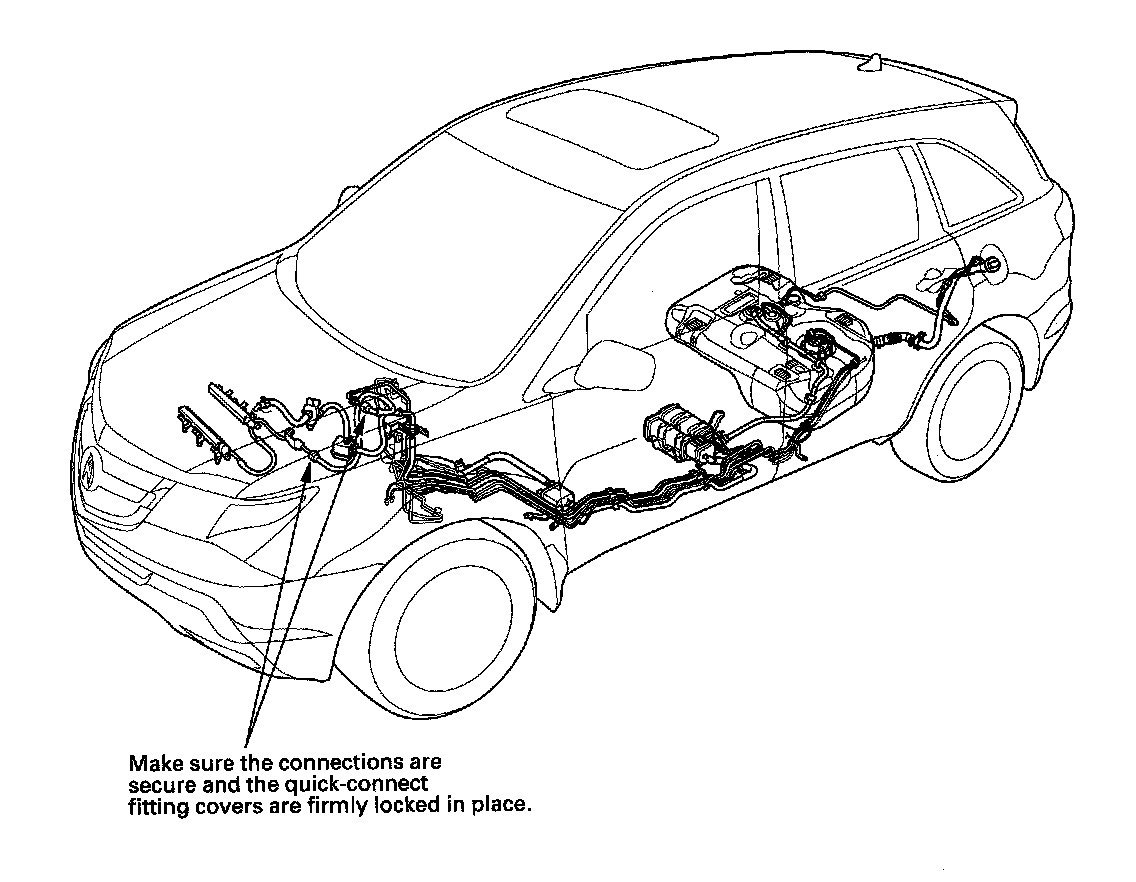 Make sure the connections are
secure and the quick-connect
fitting covers are firmly locked in place.